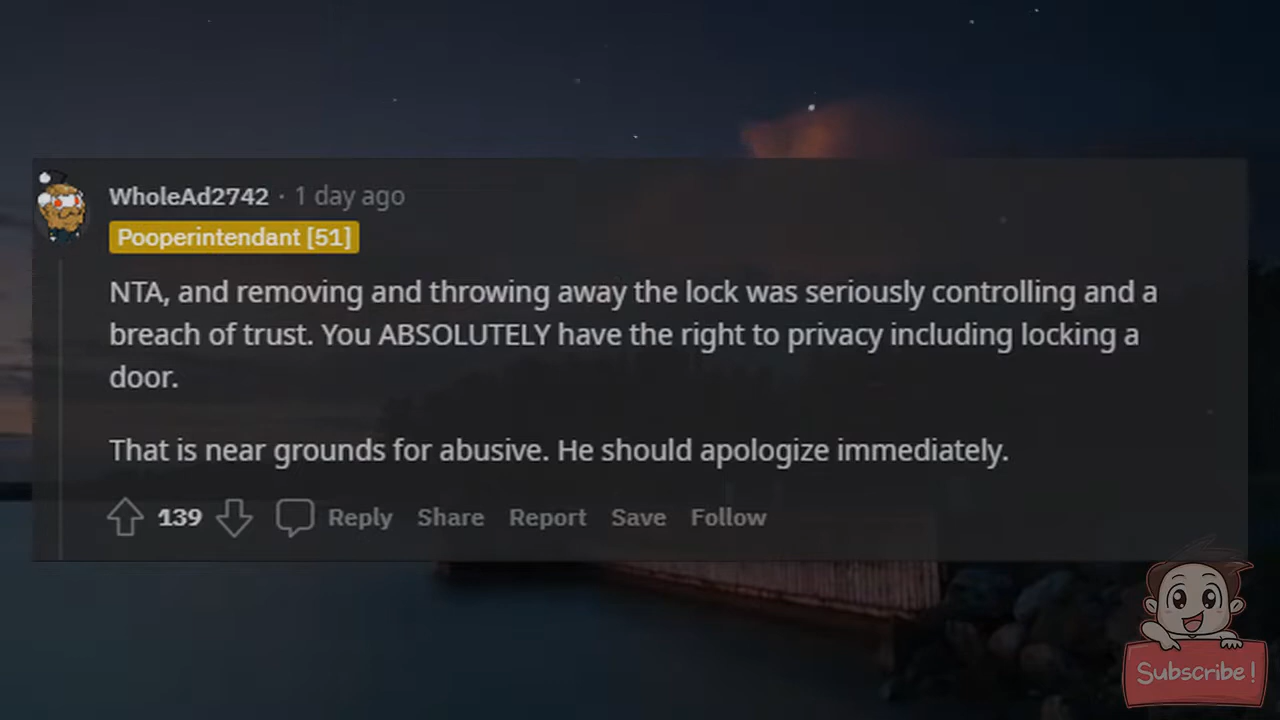 WholeAd2742 · 1 day ago
Pooperintendant [51]
NTA, and removing and throwing away the lock was seriously controlling and a
breach of trust. You ABSOLUTELY have the right to privacy including locking a
door.
That is near grounds for abusive. He should apologize immediately.
139 Reply Share Report Save Follow
Subscribe!